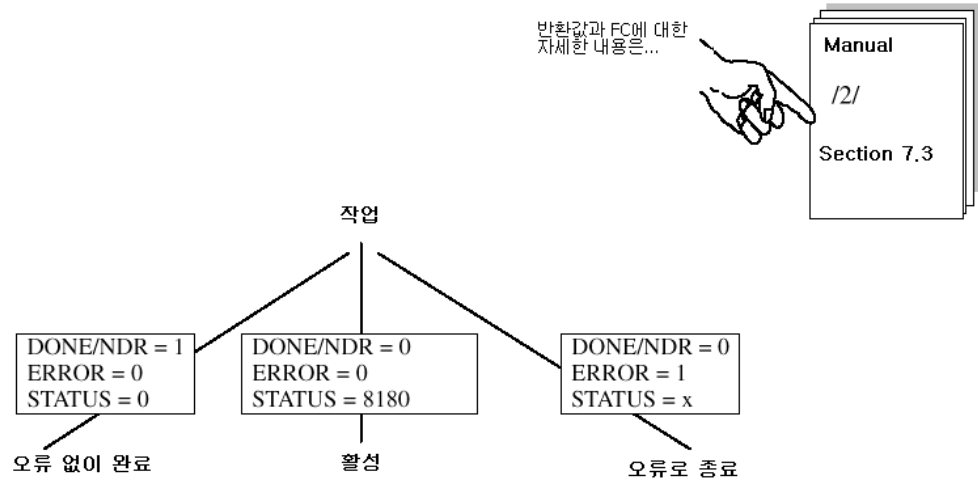 반환값과 FC에 대한
자세한 내용은...
Manual
/2/
Section 7.3
작업
DONE/NDR = 1
ERROR = 0
STATUS = 0
DONE/NDR = 0
ERROR = 0
STATUS = 8180
DONE/NDR = 0
ERROR = 1
STATUS = x
오류 없이 완료
활성
오류로 종료